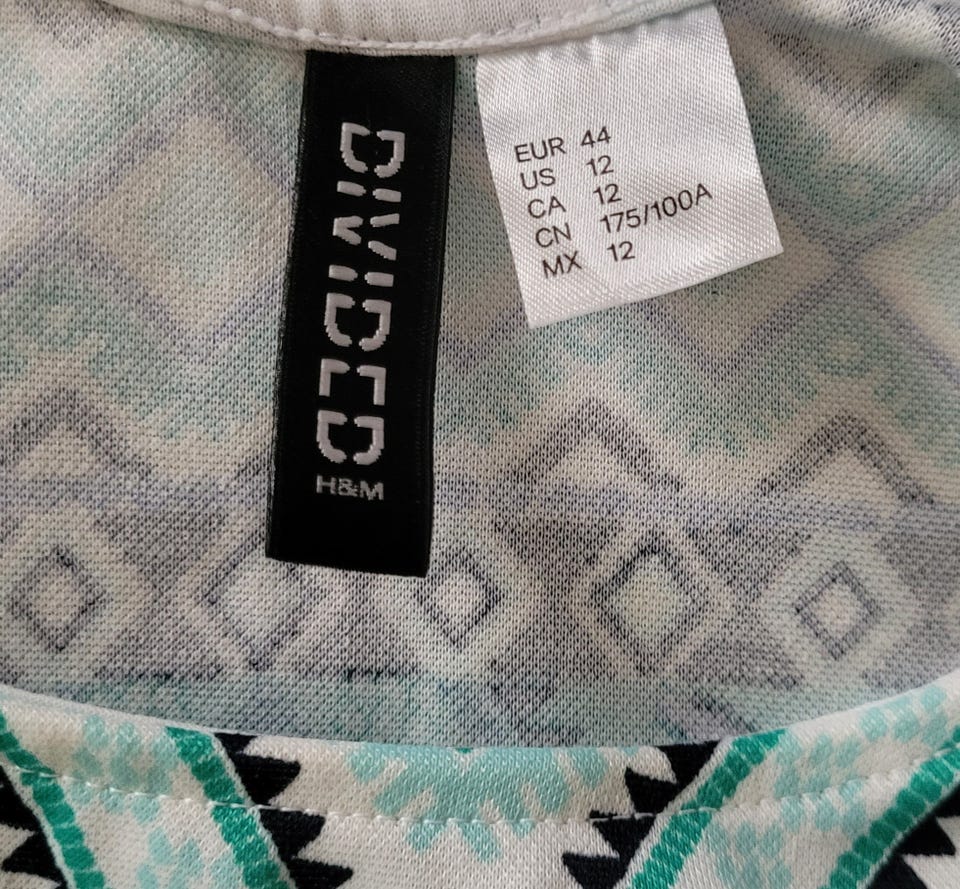 DIVIDED
H&M
EUR 44
US 12
CA 12
CN 175/100A
MX 12